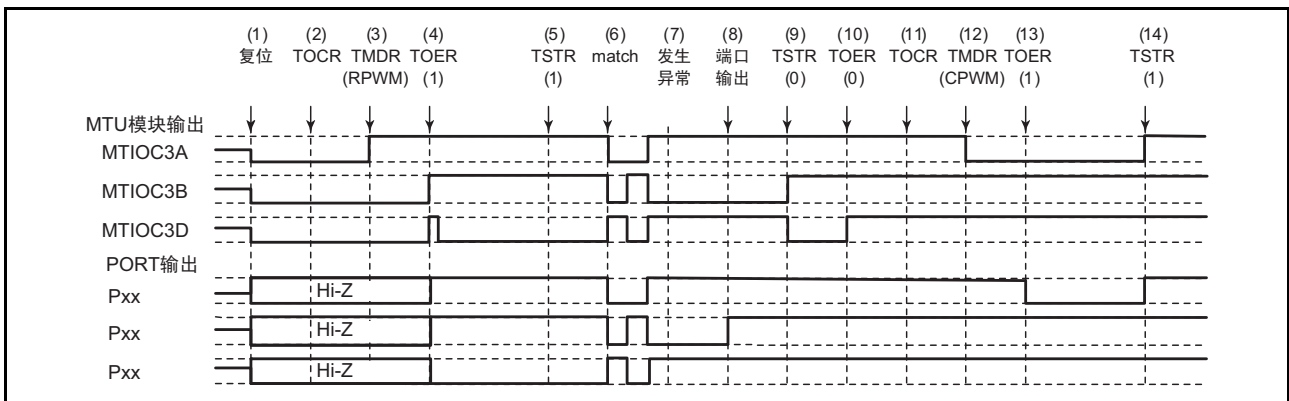 (1) (2) (3) (4) (5) (6) (7) (8) (9) (10) (11) (12) (13) (14)
复位 TOCR TMDR TOER TSTR match 发生 端口 TSTR TOER TOCR TMDR TOER TSTR
(RPWM) (1) (1) 异常 输出 (0) (0) (CPWM) (1) (1)
MTU模块输出
MTIOC3A
MTIOC3B
MTIOC3D
PORT输出
Pxx Hi-Z
Pxx Hi-Z
Pxx Hi-Z